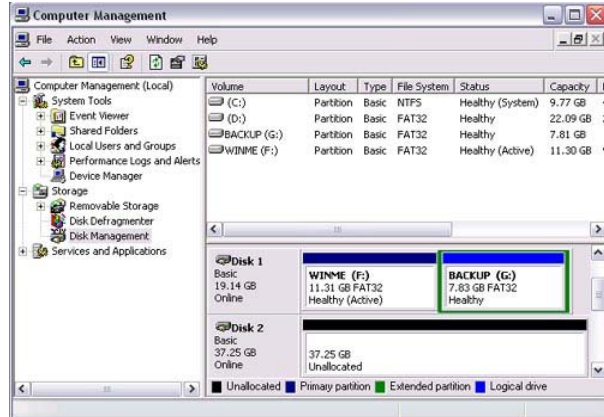 Computer Management
File Action View Window Help
Computer Management (Local)
System Tools
Event Viewer
Shared Folders
Local Users and Groups
Performance Logs and Alerts
Device Manager
Storage
Removable Storage
Disk Defragmenter
Disk Management
Services and Applications
Volume Layout Type File System Status Capacity
(C:) Partition Basic NTFS Healthy (System) 9.77 GB
(D:) Partition Basic FAT32 Healthy 22.09 GB
BACKUP (G:) Partition Basic FAT32 Healthy 7.81 GB
WINME (F:) Partition Basic FAT32 Healthy (Active) 11.30 GB
Disk 1
Basic
19.14 GB
Online
WINME (F:)
11.31 GB FAT32
Healthy (Active)
BACKUP (G:)
7.83 GB FAT32
Healthy
Disk 2
Basic
37.25 GB
Online
37.25 GB
Unallocated
Unallocated Primary partition Extended partition Logical drive